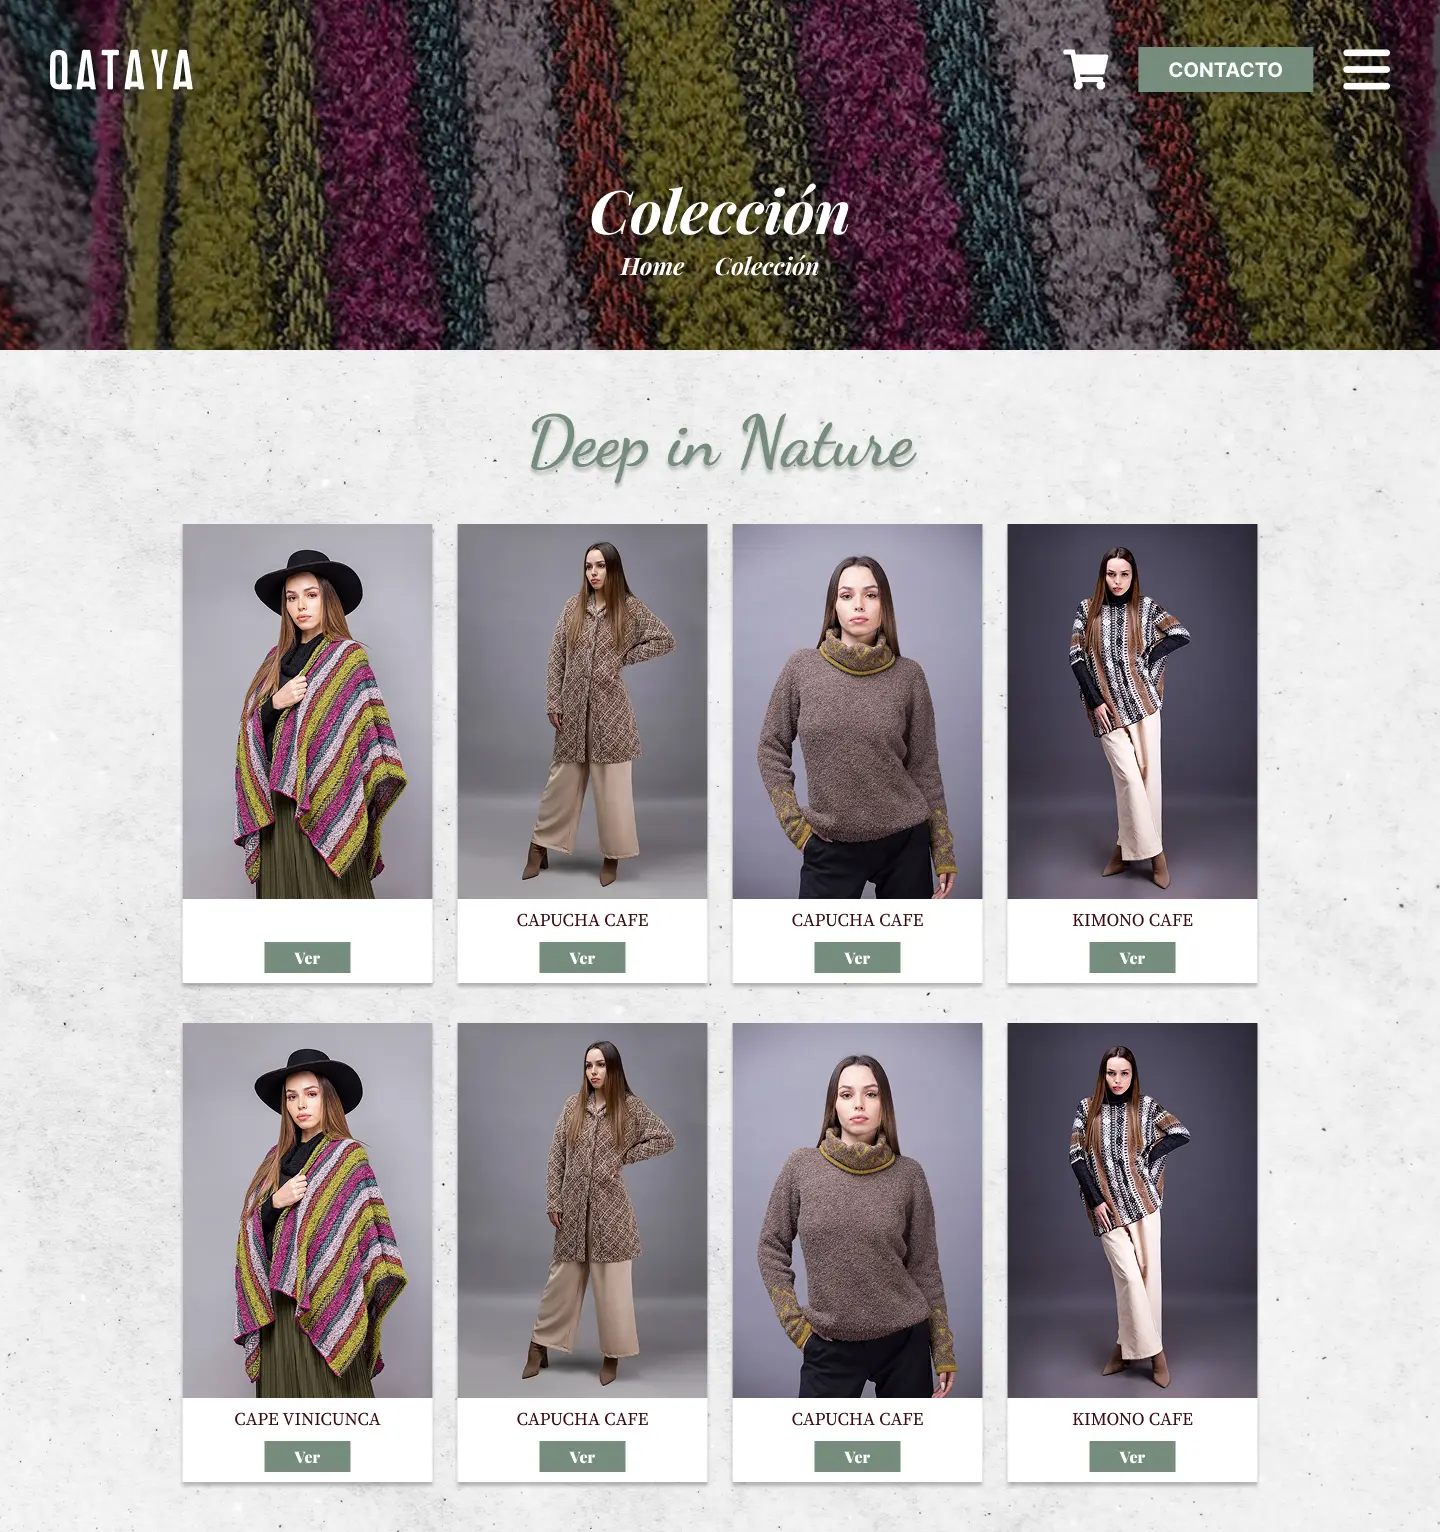 QATAYA
CONTACTO
Colección
Home Colección
Deep in Nature
CAPUCHA CAFE
CAPUCHA CAFE
KIMONO CAFE
Ver
Ver
Ver
Ver
CAPE VINICUNCA
CAPUCHA CAFE
CAPUCHA CAFE
KIMONO CAFE
Ver
Ver
Ver
Ver